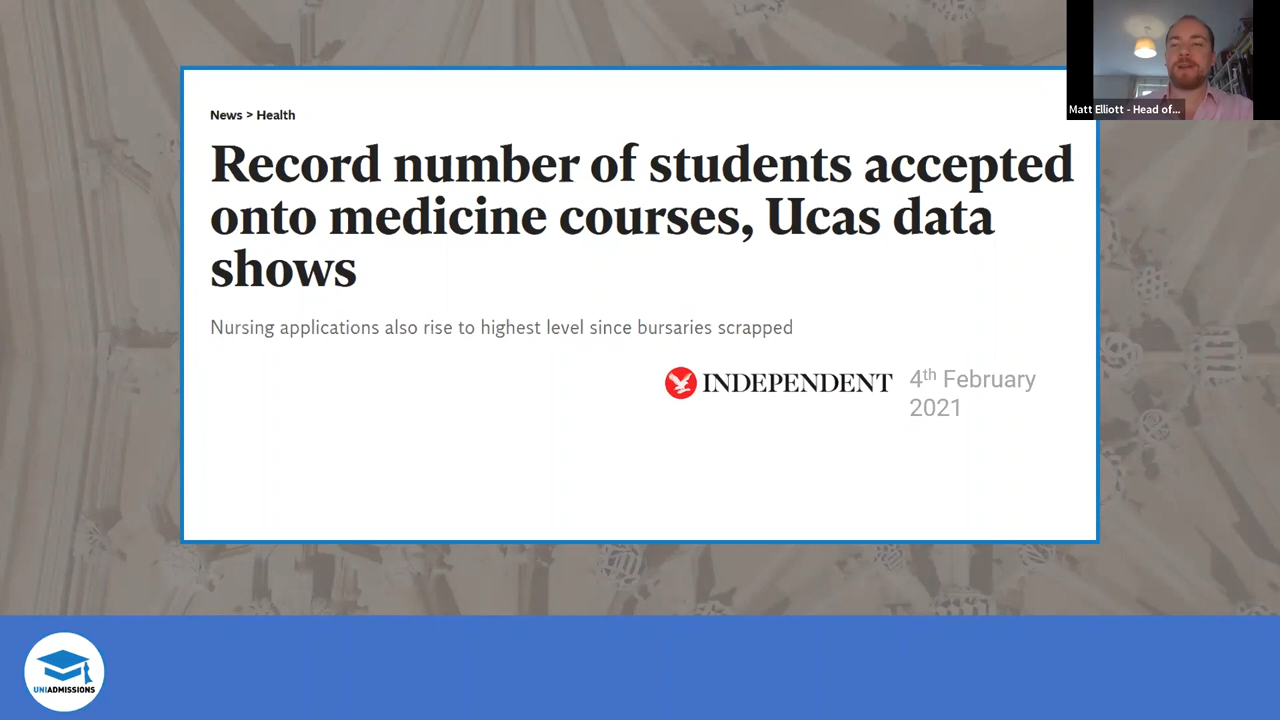 Matt Elliott - Head of...
News > Health
Record number of students accepted
onto medicine courses, Ucas data
shows
Nursing applications also rise to highest level since bursaries scrapped
INDEPENDENT
4th February
2021
UNIADMISSIONS